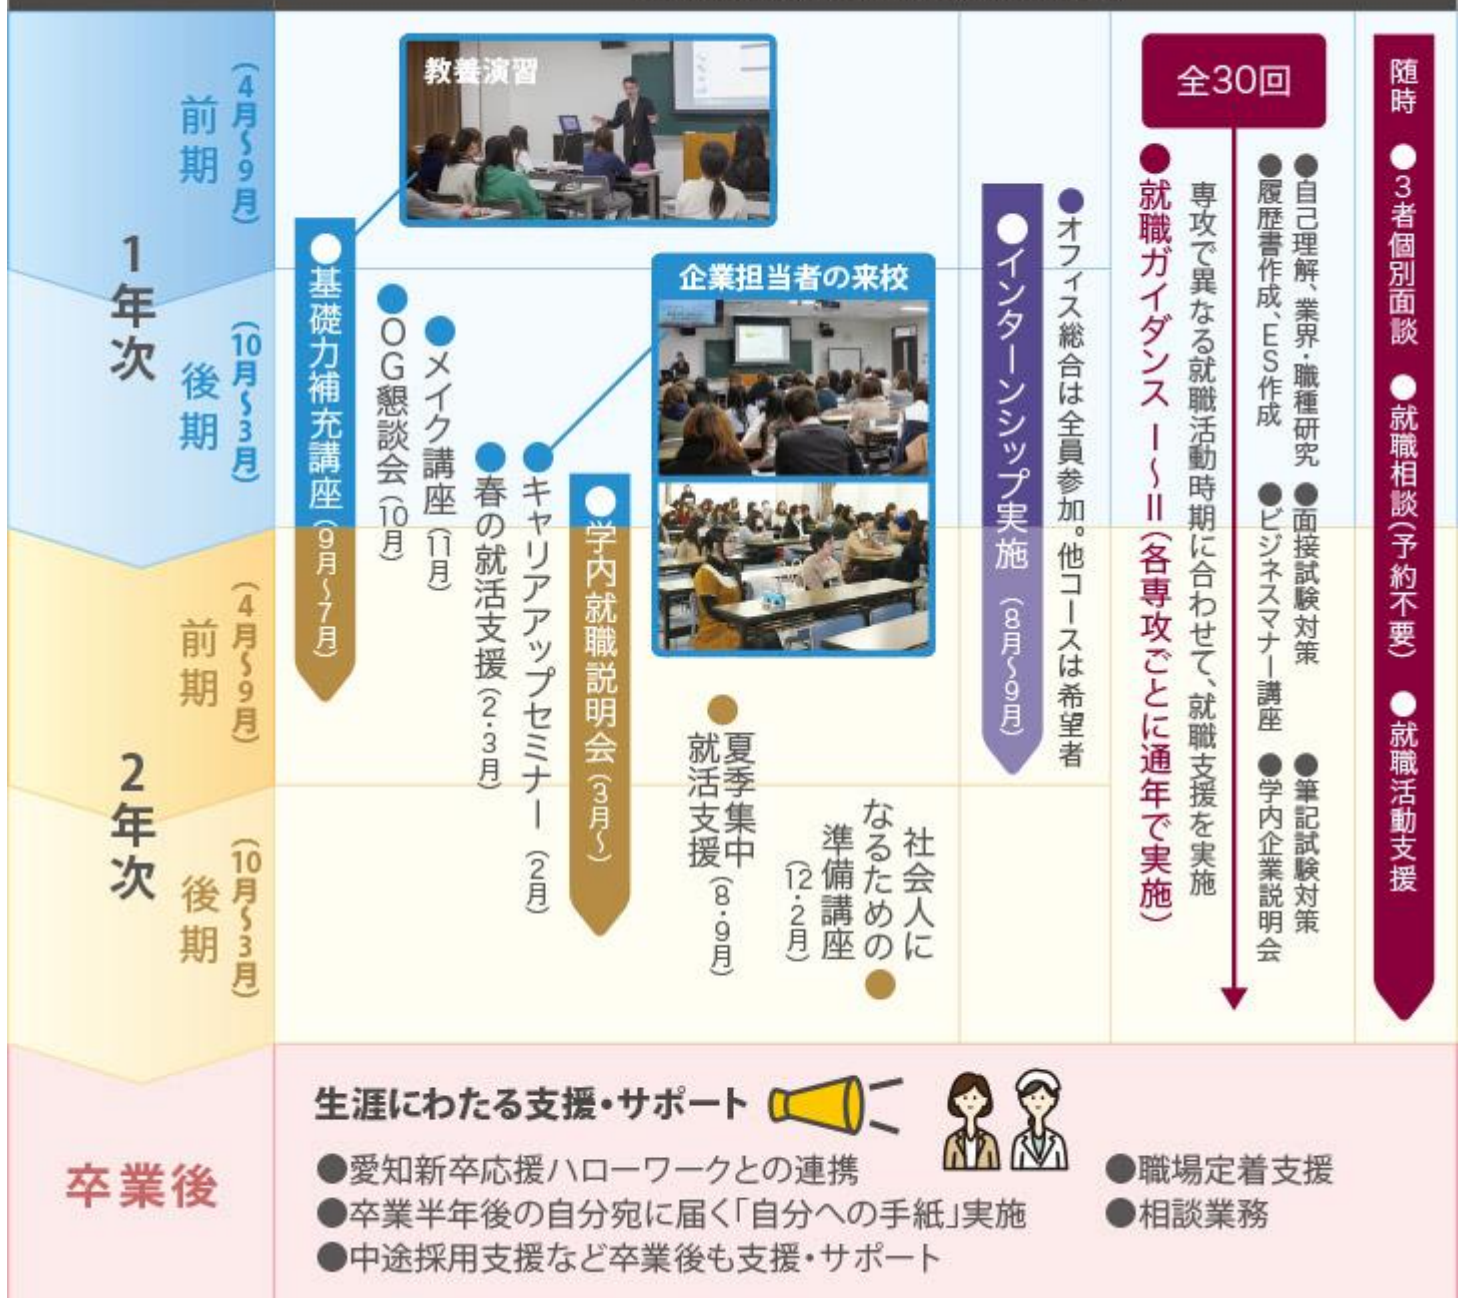 1年次
前期
（4月〜9月）
後期
（10月〜3月）
2年次
前期
（4月〜9月）
後期
（10月〜3月）
教養演習
●基礎力補充講座（9月〜7月）
●OG懇談会（10月）
●メイク講座（11月）
●春の就活支援（2・3月）
●キャリアアップセミナー（2月）
●学内就職説明会（3月〜）
企業担当者の来校
●夏季集中
就活支援（8・9月）
●社会人に
なるための
準備講座
（12・2月）
●インターンシップ実施（8月〜9月）
●オフィス総合は全員参加。他コースは希望者
全30回
●就職ガイダンス Ⅰ〜Ⅱ（各専攻ごとに通年で実施）
専攻で異なる就職活動時期に合わせて、就職支援を実施
●自己理解、業界・職種研究
●履歴書作成、ES作成
●面接試験対策
●ビジネスマナー講座
●筆記試験対策
●学内企業説明会
随時 ●3者個別面談 ●就職相談（予約不要） ●就職活動支援
卒業後
生涯にわたる支援・サポート
●愛知新卒応援ハローワークとの連携
●卒業半年後の自分宛に届く「自分への手紙」実施
●中途採用支援など卒業後も支援・サポート
●職場定着支援
●相談業務